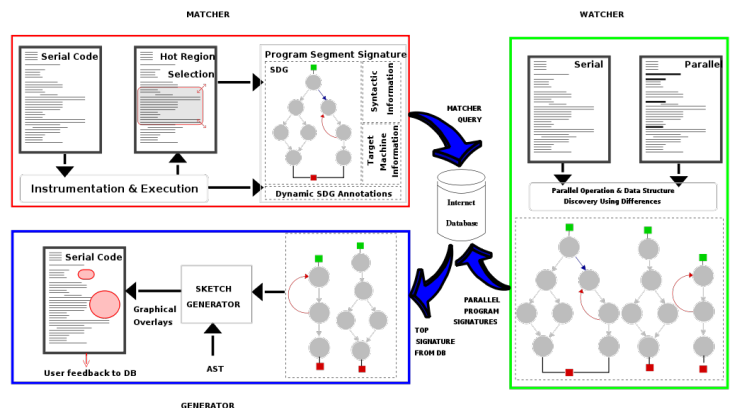 MATCHER
WATCHER
Serial Code
Hot Region
Selection
Program Segment Signature
SDG
Syntactic
Information
Target
Machine
Information
Instrumentation & Execution
Dynamic SDG Annotations
MATCHER
QUERY
Internet
Database
Serial
Parallel
Parallel Operation & Data Structure
Discovery Using Differences
Serial Code
Graphical
Overlays
SKETCH
GENERATOR
AST
User feedback to DB
TOP
SIGNATURE
FROM DB
PARALLEL
PROGRAM
SIGNATURES
GENERATOR